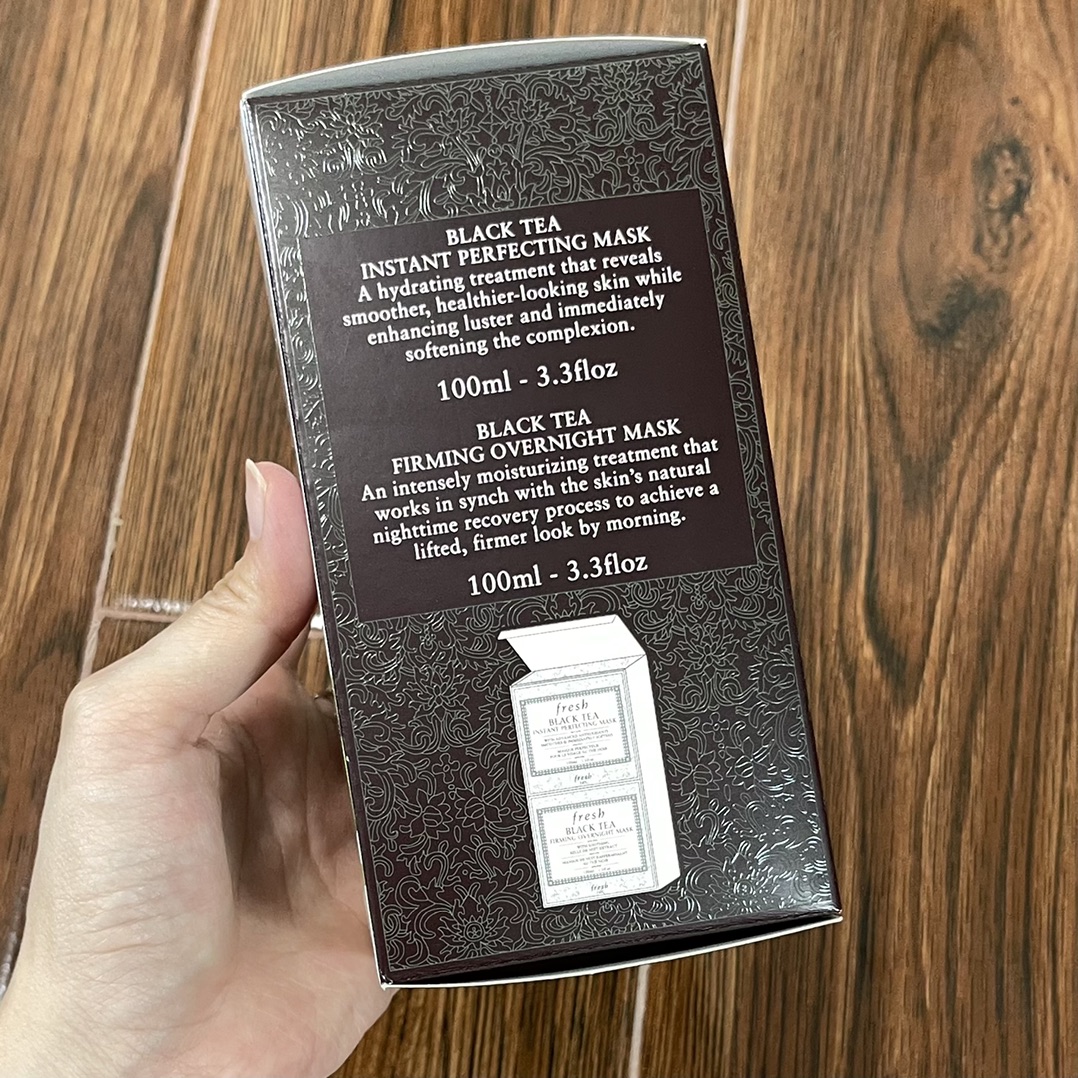 BLACK TEA
INSTANT PERFECTING MASK
A hydrating treatment that reveals
smoother, healthier-looking skin while
enhancing luster and immediately
softening the complexion.
100ml - 3.3floz
BLACK TEA
FIRMING OVERNIGHT MASK
An intensely moisturizing treatment that
works in synch with the skin's natural
nighttime recovery process to achieve a
lifted, firmer look by morning.
100ml - 3.3floz
fresh
BLACK TEA
INSTANT PERFECTING MASK
fresh
fresh
BLACK TEA
FIRMING OVERNIGHT MASK
fresh